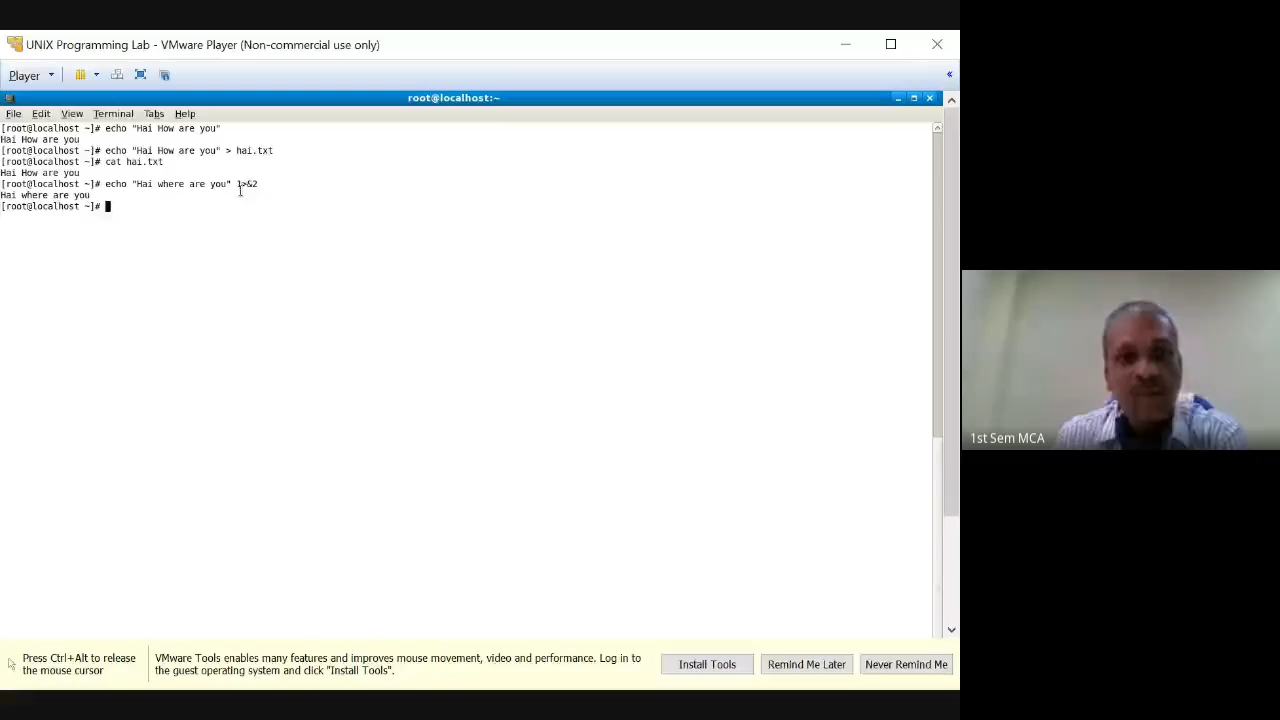 UNIX Programming Lab - VMware Player (Non-commercial use only)
Player
root@localhost:~
File Edit View Terminal Tabs Help
[root@localhost ~]# echo "Hai How are you"
Hai How are you
[root@localhost ~]# echo "Hai How are you" > hai.txt
[root@localhost ~]# cat hai.txt
Hai How are you
[root@localhost ~]# echo "Hai where are you" 1>&2
Hai where are you
[root@localhost ~]#
1st Sem MCA
Press Ctrl+Alt to release
the mouse cursor
VMware Tools enables many features and improves mouse movement, video and performance. Log in to
the guest operating system and click "Install Tools".
Install Tools
Remind Me Later
Never Remind Me